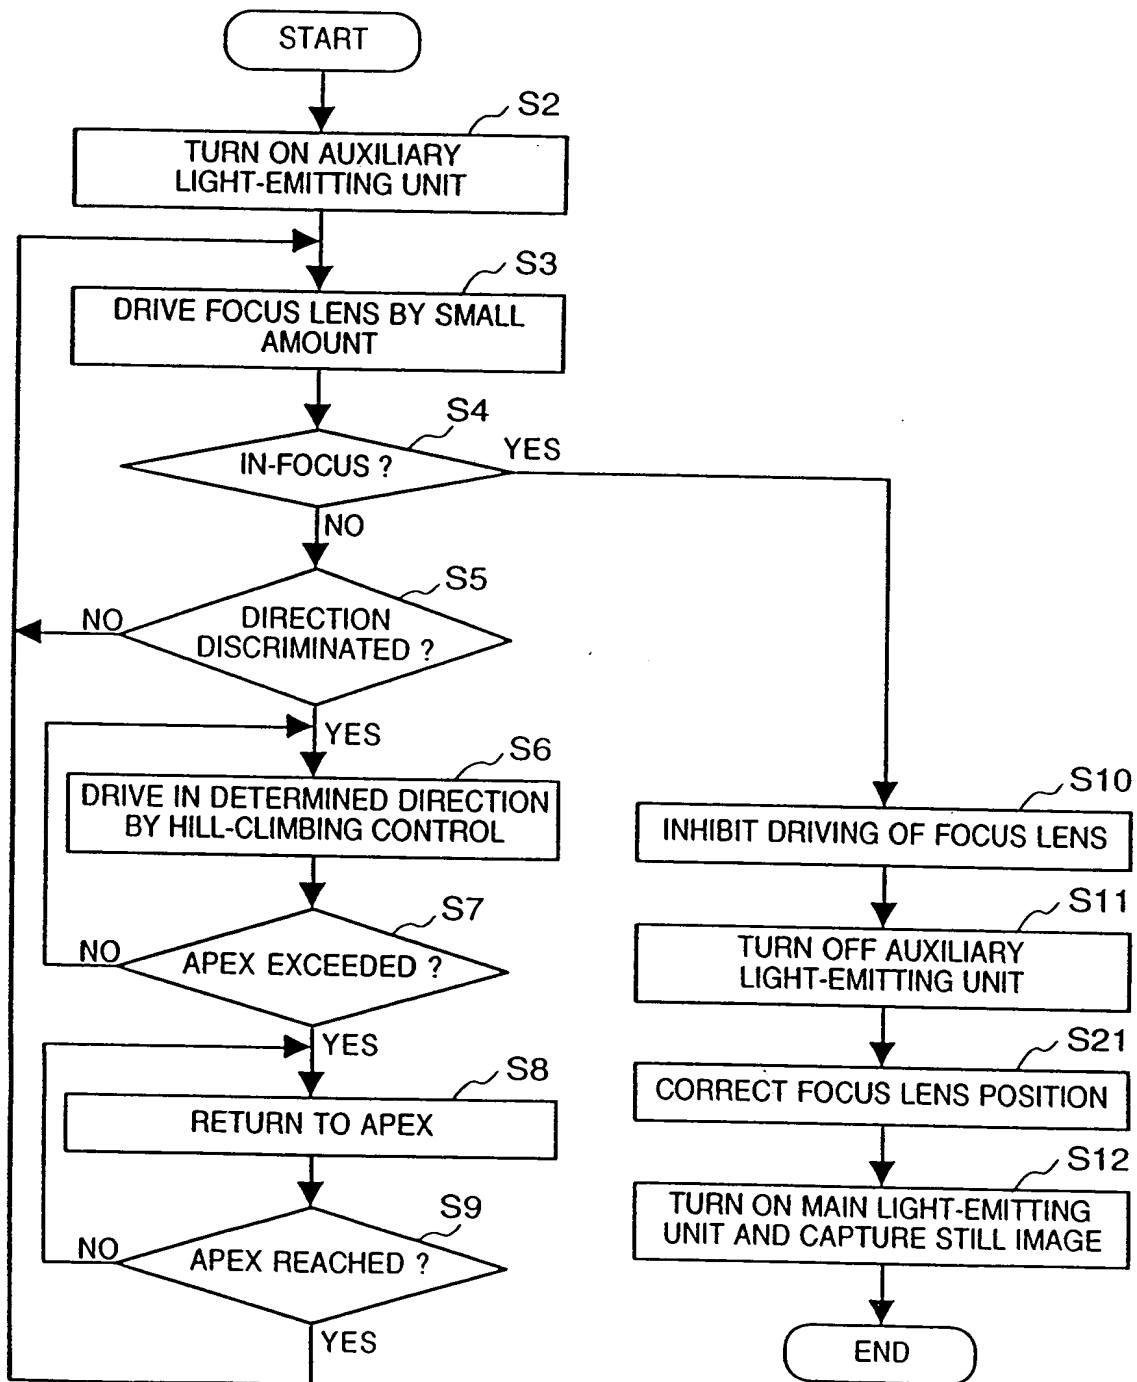 START
S2
TURN ON AUXILIARY
LIGHT-EMITTING UNIT
S3
DRIVE FOCUS LENS BY SMALL
AMOUNT
S4
IN-FOCUS ?
YES
NO
S5
DIRECTION
DISCRIMINATED ?
NO
YES
S6
DRIVE IN DETERMINED DIRECTION
BY HILL-CLIMBING CONTROL
S7
APEX EXCEEDED ?
NO
YES
S8
RETURN TO APEX
S9
APEX REACHED ?
NO
YES
S10
INHIBIT DRIVING OF FOCUS LENS
S11
TURN OFF AUXILIARY
LIGHT-EMITTING UNIT
S21
CORRECT FOCUS LENS POSITION
S12
TURN ON MAIN LIGHT-EMITTING
UNIT AND CAPTURE STILL IMAGE
END